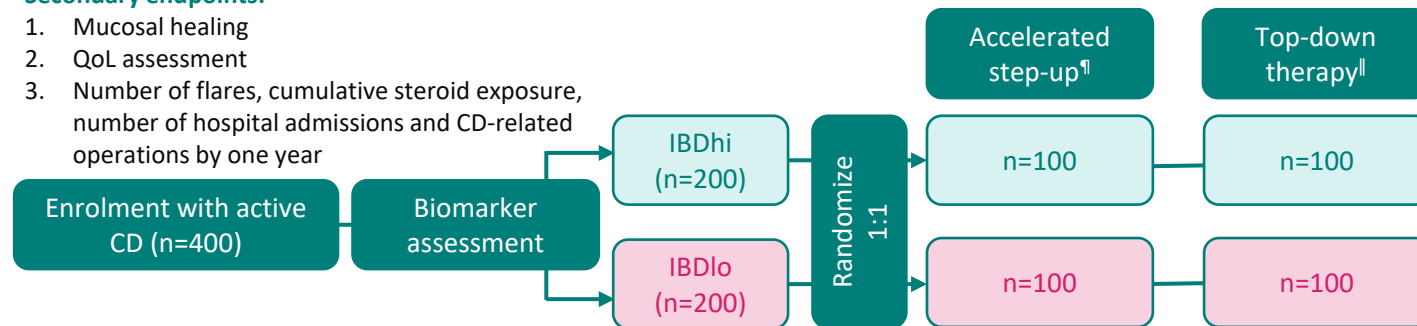 Secondary endpoints:
1. Mucosal healing
2. QoL assessment
3. Number of flares, cumulative steroid exposure,
number of hospital admissions and CD-related
operations by one year
Enrolment with active
CD (n=400)
Biomarker
assessment
IBDhi
(n=200)
IBDlo
(n=200)
Randomize
1:1
Accelerated
step-up¶
Top-down
therapy‖
n=100
n=100
n=100
n=100